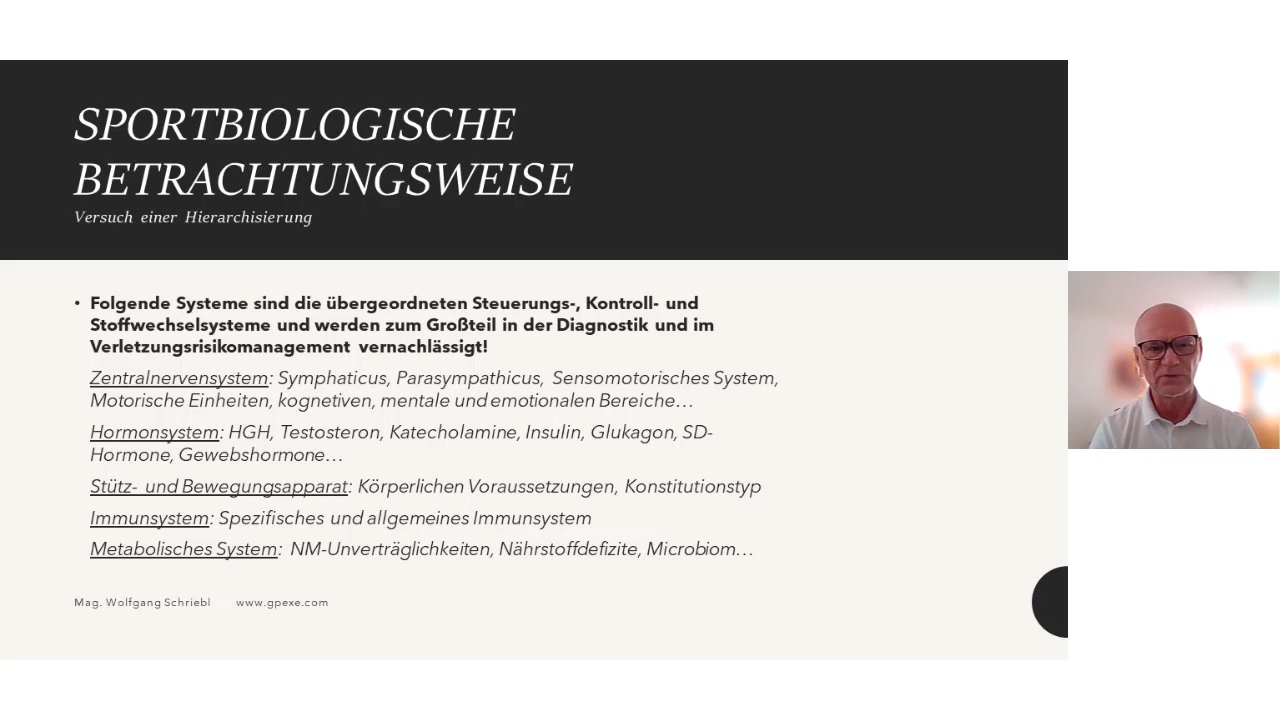 SPORTBIOLOGISCHE
BETRACHTUNGSWEISE
Versuch einer Hierarchisierung
• Folgende Systeme sind die übergeordneten Steuerungs-, Kontroll- und
Stoffwechselsysteme und werden zum Großteil in der Diagnostik und im
Verletzungsrisikomanagement vernachlässigt!
Zentralnervensystem: Symphaticus, Parasympathicus, Sensomotorisches System,
Motorische Einheiten, kognetiven, mentale und emotionalen Bereiche…
Hormonsystem: HGH, Testosteron, Katecholamine, Insulin, Glukagon, SD-
Hormone, Gewebshormone…
Stütz- und Bewegungsapparat: Körperlichen Voraussetzungen, Konstitutionstyp
Immunsystem: Spezifisches und allgemeines Immunsystem
Metabolisches System: NM-Unverträglichkeiten, Nährstoffdefizite, Microbiom…
Mag. Wolfgang Schriebl www.gpexe.com